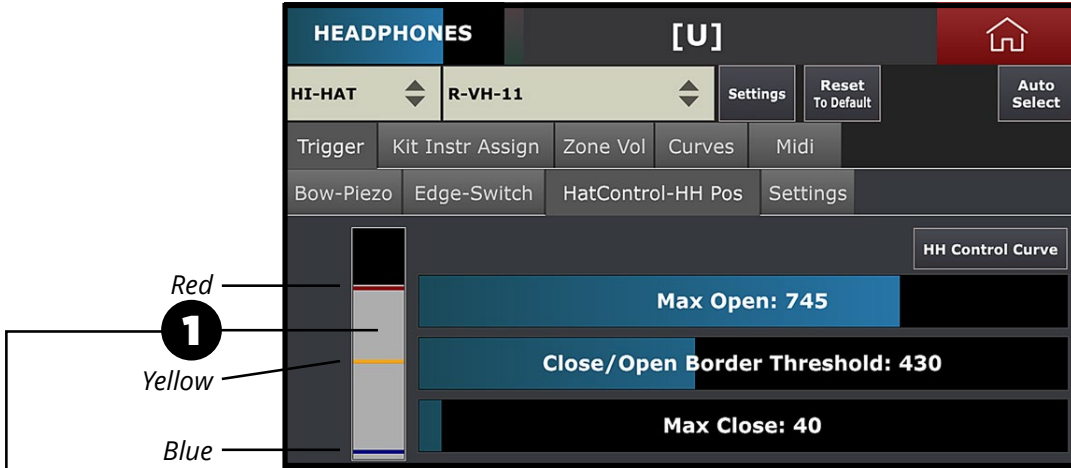 HEADPHONES [U]
HI-HAT R-VH-11 Settings Reset To Default Auto Select
Trigger Kit Instr Assign Zone Vol Curves Midi
Bow-Piezo Edge-Switch HatControl-HH Pos Settings
HH Control Curve
Red
Max Open: 745
1
Close/Open Border Threshold: 430
Yellow
Max Close: 40
Blue